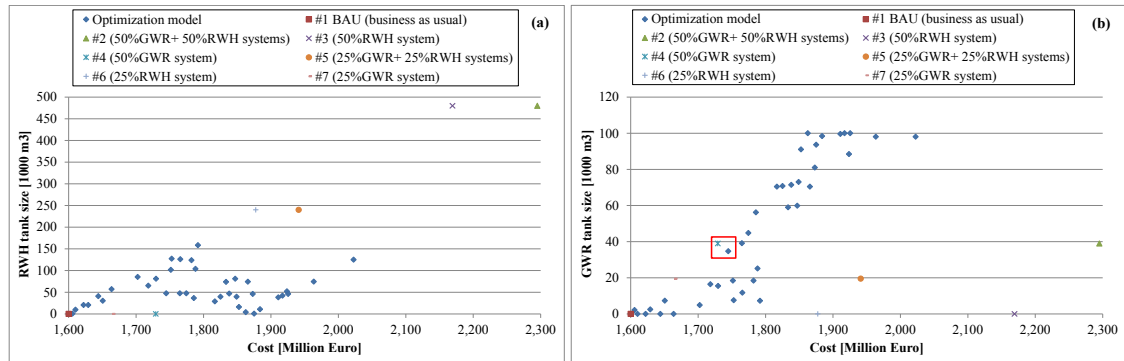 Optimization model
#1 BAU (business as usual)
(a)
#2 (50%GWR+ 50%RWH systems)
#3 (50%RWH system)
#4 (50%GWR system)
#5 (25%GWR+ 25%RWH systems)
#6 (25%RWH system)
#7 (25%GWR system)
RWH tank size [1000 m3]
500
450
400
350
300
250
200
150
100
50
0
1,600
1,700
1,800
1,900
2,000
2,100
2,200
2,300
Cost [Million Euro]
Optimization model
#1 BAU (business as usual)
(b)
#2 (50%GWR+ 50%RWH systems)
#3 (50%RWH system)
#4 (50%GWR system)
#5 (25%GWR+ 25%RWH systems)
#6 (25%RWH system)
#7 (25%GWR system)
GWR tank size [1000 m3]
120
100
80
60
40
20
0
1,600
1,700
1,800
1,900
2,000
2,100
2,200
2,300
Cost [Million Euro]